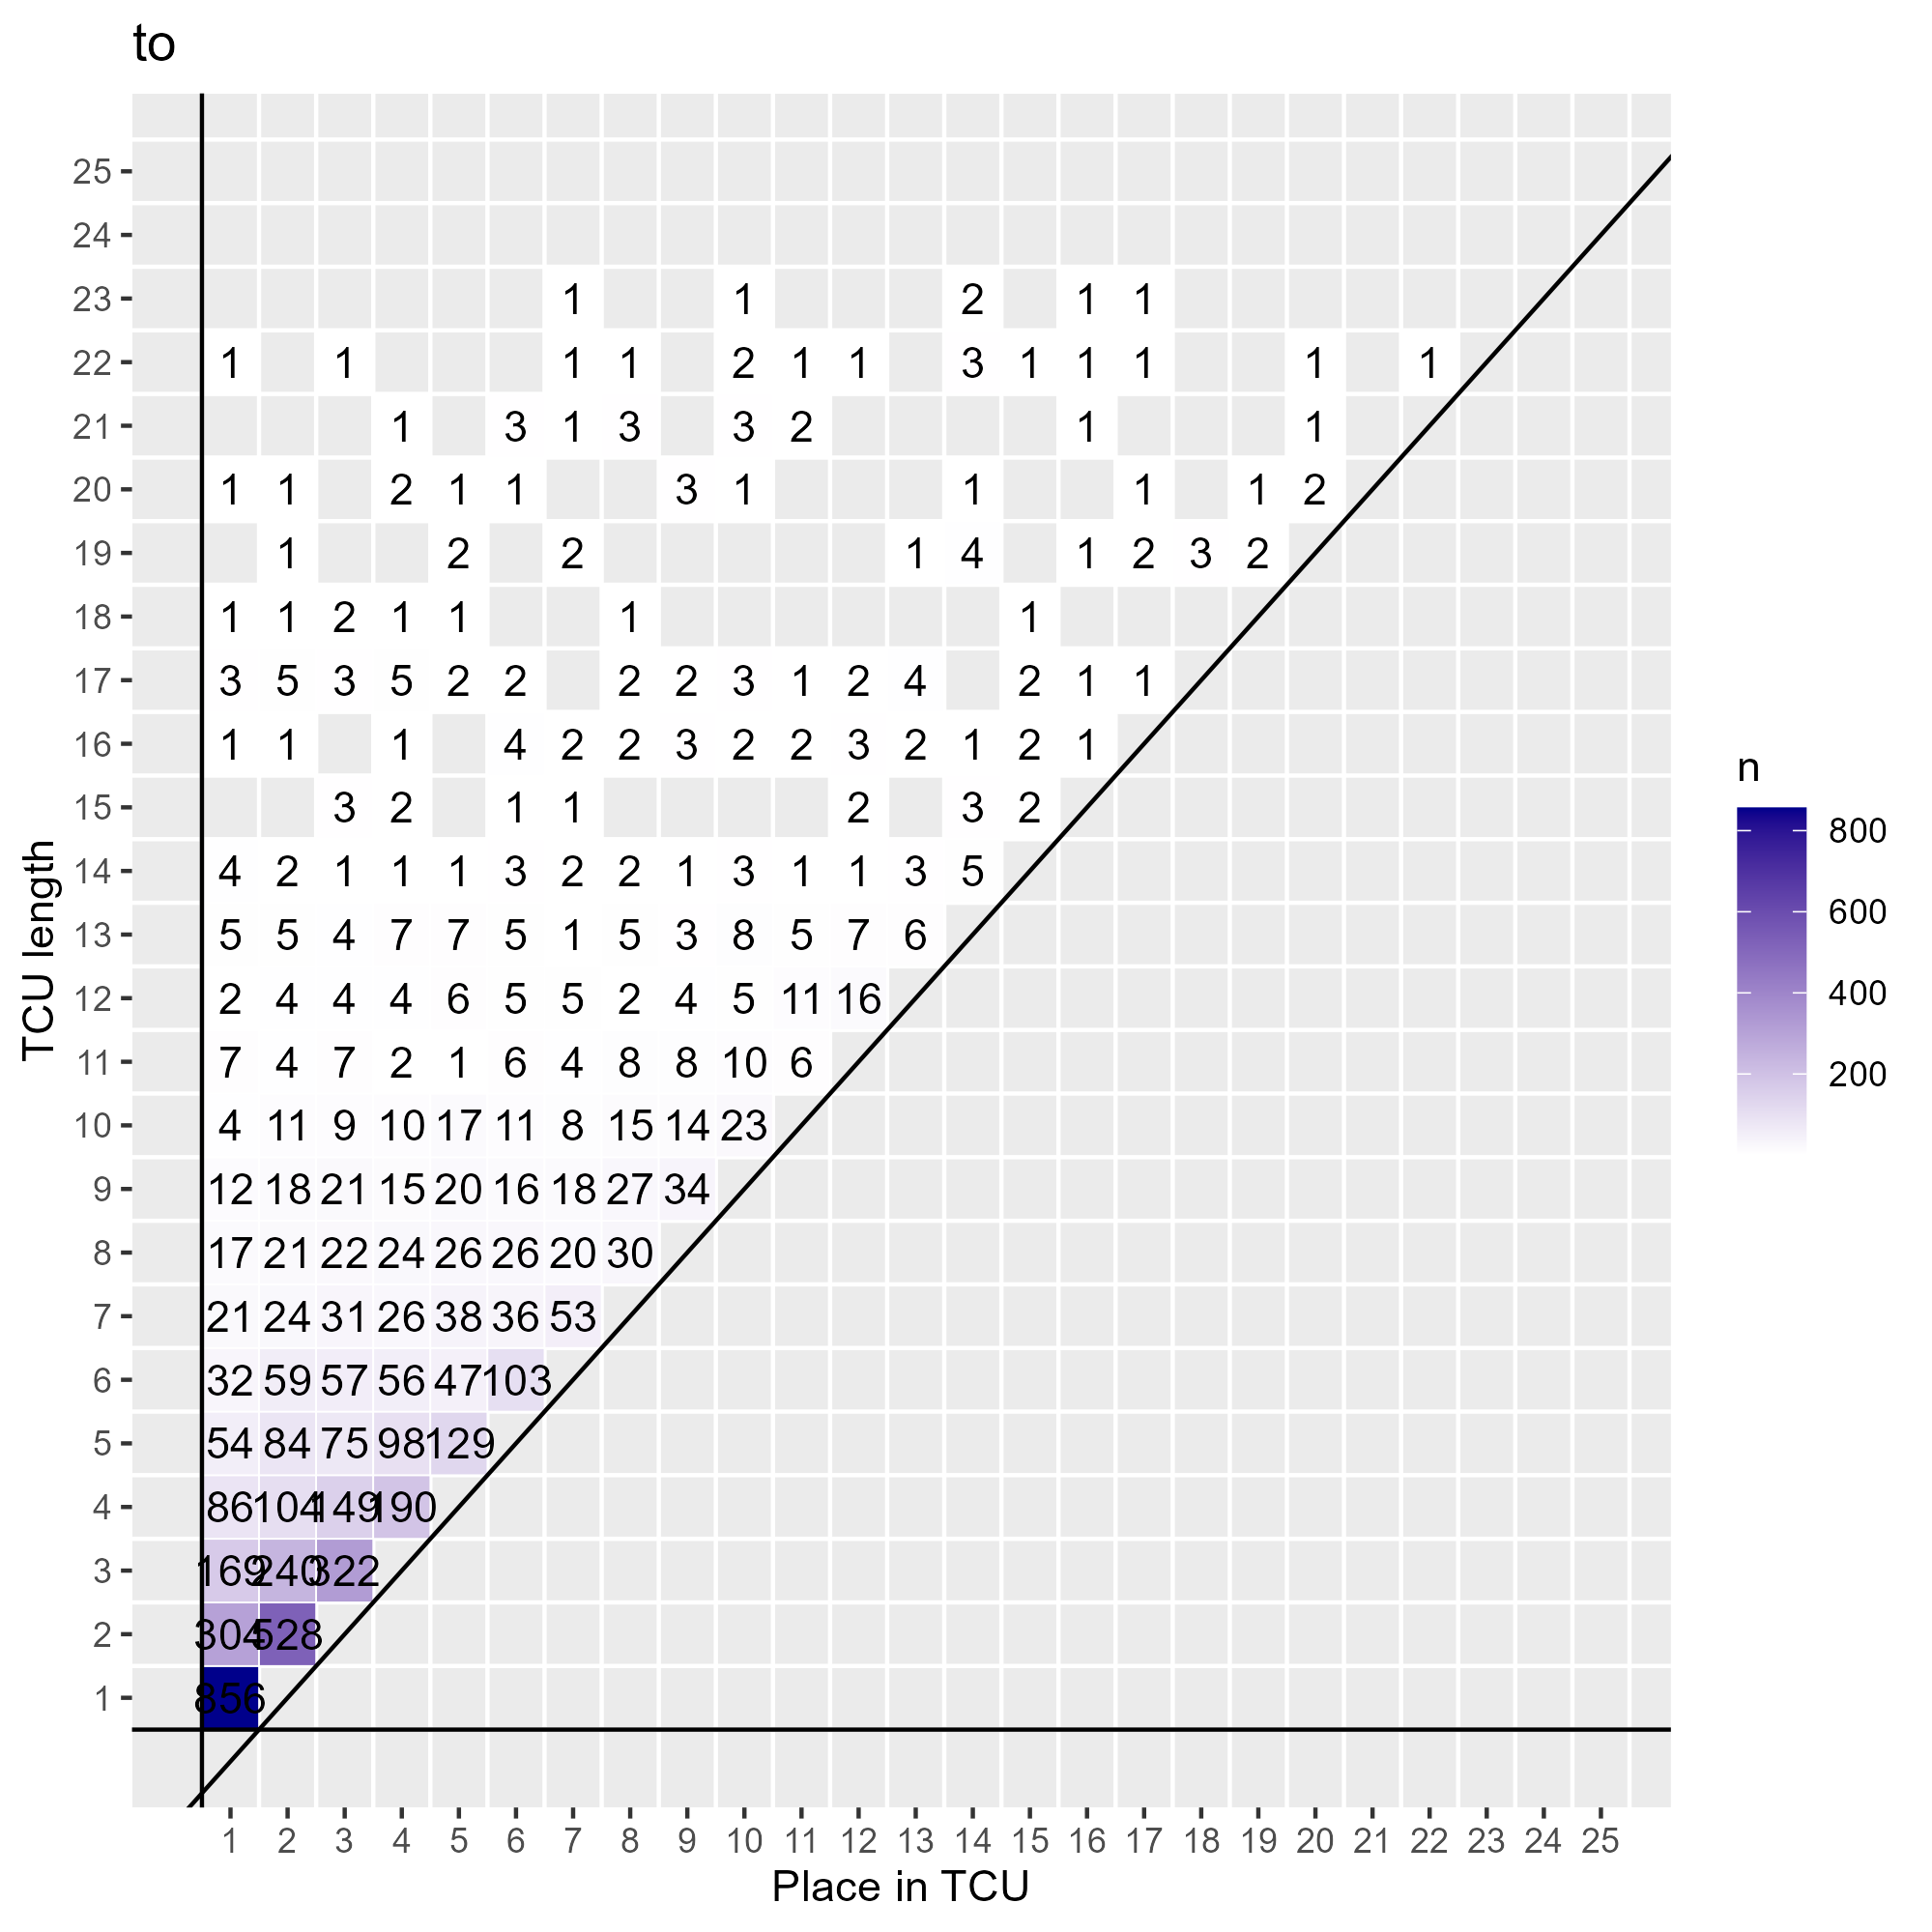 to
25
24
23 1 1 2 1 1
22 1 1 1 1 2 1 1 3 1 1 1 1 1
21 1 3 1 3 3 2 1 1
20 1 1 2 1 1 3 1 1 1 1 2
19 1 2 2 1 4 1 2 3 2
18 1 1 2 1 1 1 1
17 3 5 3 5 2 2 2 2 3 1 2 4 2 1 1
16 1 1 1 4 2 2 3 2 2 3 2 1 2 1
15 3 2 1 1 2 3 2
14 4 2 1 1 1 3 2 2 1 3 1 1 3 5
13 5 5 4 7 7 5 1 5 3 8 5 7 6
12 2 4 4 4 6 5 5 2 4 5 11 16
11 7 4 7 2 1 6 4 8 8 10 6
10 4 11 9 10 17 11 8 15 14 23
9 12 18 21 15 20 16 18 27 34
8 17 21 22 24 26 26 20 30
7 21 24 31 26 38 36 53
6 32 59 57 56 47 103
5 54 84 75 98 129
4 86 104 149 190
3 169 240 322
2 304 528
1 856
1 2 3 4 5 6 7 8 9 10 11 12 13 14 15 16 17 18 19 20 21 22 23 24 25
Place in TCU
TCU length
n
800
600
400
200